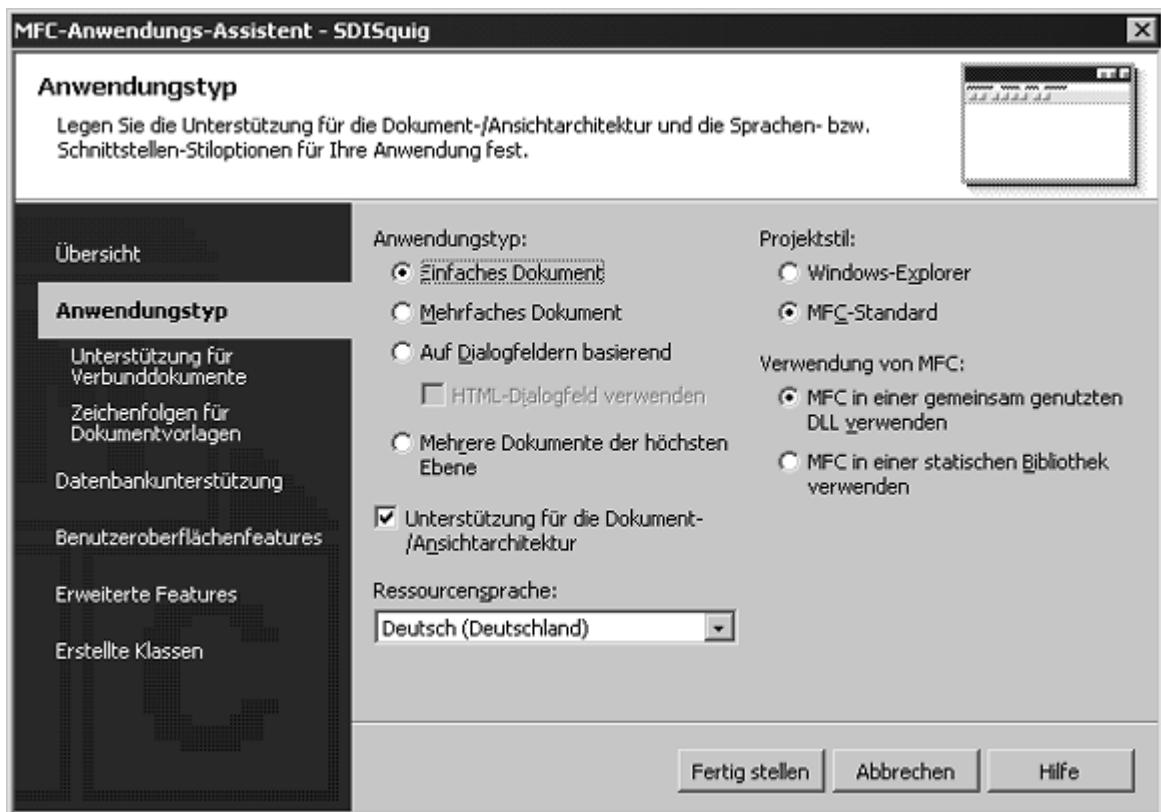 MFC-Anwendungs-Assistent - SDISquig
Anwendungstyp
Legen Sie die Unterstützung für die Dokument-/Ansichtarchitektur und die Sprachen- bzw.
Schnittstellen-Stiloptionen für Ihre Anwendung fest.
Übersicht
Anwendungstyp
Unterstützung für
Verbunddokumente
Zeichenfolgen für
Dokumentvorlagen
Datenbankunterstützung
Benutzeroberflächenfeatures
Erweiterte Features
Erstellte Klassen
Anwendungstyp:
Einfaches Dokument
Mehrfaches Dokument
Auf Dialogfeldern basierend
HTML-Dialogfeld verwenden
Mehrere Dokumente der höchsten
Ebene
Unterstützung für die Dokument-
/Ansichtarchitektur
Ressourcensprache:
Deutsch (Deutschland)
Projektstil:
Windows-Explorer
MFC-Standard
Verwendung von MFC:
MFC in einer gemeinsam genutzten
DLL verwenden
MFC in einer statischen Bibliothek
verwenden
Fertig stellen
Abbrechen
Hilfe